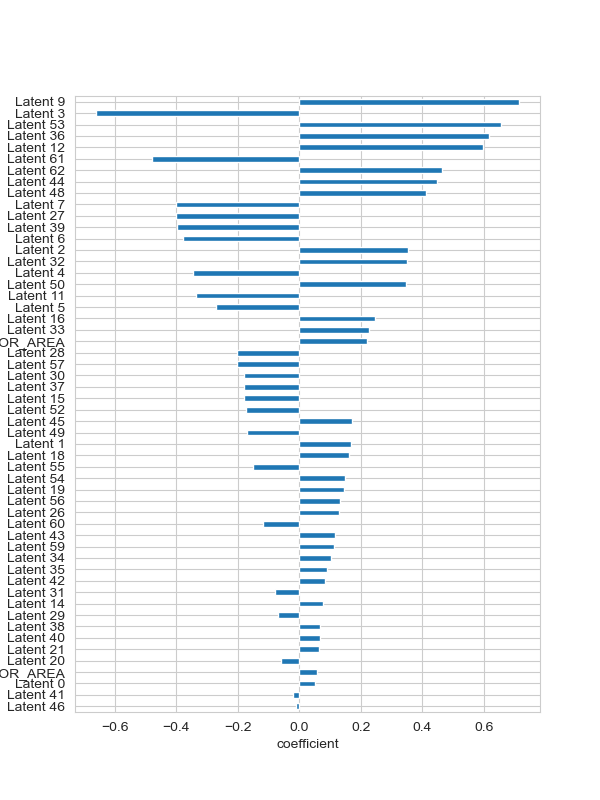 Latent 9
Latent 3
Latent 53
Latent 36
Latent 12
Latent 61
Latent 62
Latent 44
Latent 48
Latent 7
Latent 27
Latent 39
Latent 6
Latent 2
Latent 32
Latent 4
Latent 50
Latent 11
Latent 5
Latent 16
Latent 33
OR_AREA
Latent 28
Latent 57
Latent 30
Latent 37
Latent 15
Latent 52
Latent 45
Latent 49
Latent 1
Latent 18
Latent 55
Latent 54
Latent 19
Latent 56
Latent 26
Latent 60
Latent 43
Latent 59
Latent 34
Latent 35
Latent 42
Latent 31
Latent 14
Latent 29
Latent 38
Latent 40
Latent 21
Latent 20
OR_AREA
Latent 0
Latent 41
Latent 46
−0.6 −0.4 −0.2 0.0 0.2 0.4 0.6
coefficient